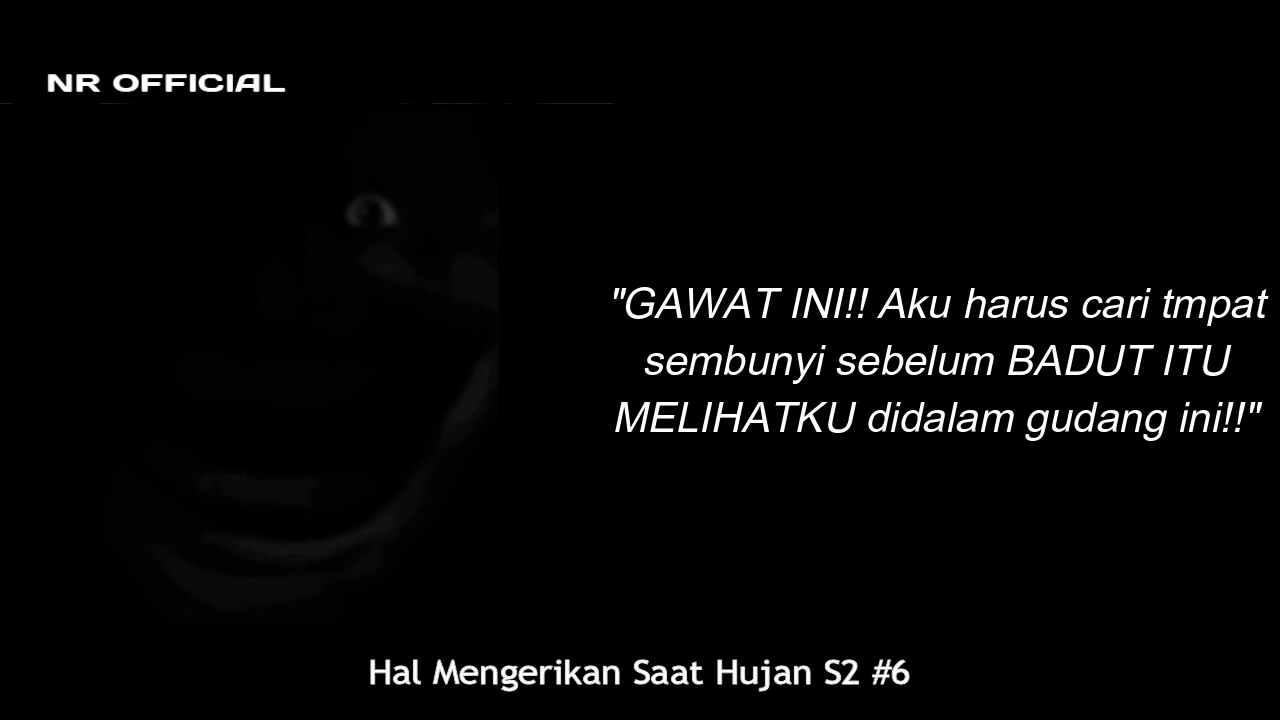 NR OFFICIAL
"GAWAT INI!! Aku harus cari tmpat
sembunyi sebelum BADUT ITU
MELIHATKU didalam gudang ini!!"
Hal Mengerikan Saat Hujan S2 #6